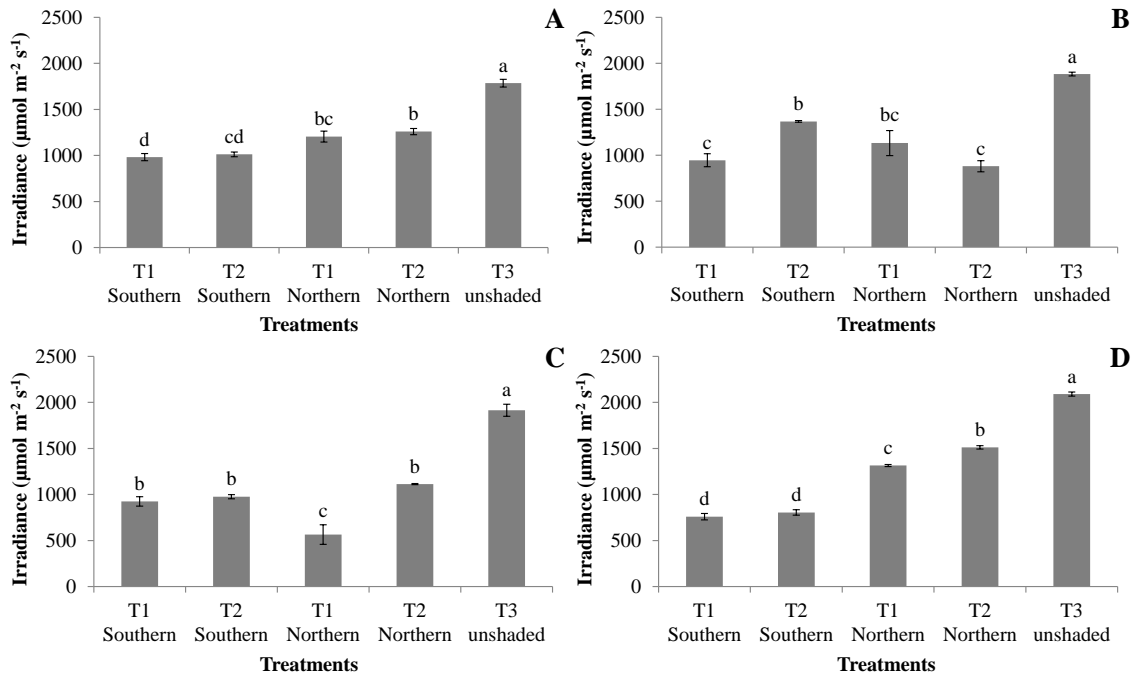 A
Irradiance (µmol m⁻² s⁻¹)
2500
2000
1500
1000
500
0
d
cd
bc
b
a
T1 T2 T1 T2 T3
Southern Southern Northern Northern unshaded
Treatments
B
Irradiance (µmol m⁻² s⁻¹)
2500
2000
1500
1000
500
0
c
b
bc
c
a
T1 T2 T1 T2 T3
Southern Southern Northern Northern unshaded
Treatments
C
Irradiance (µmol m⁻² s⁻¹)
2500
2000
1500
1000
500
0
b
b
c
b
a
T1 T2 T1 T2 T3
Southern Southern Northern Northern unshaded
Treatments
D
Irradiance (µmol m⁻² s⁻¹)
2500
2000
1500
1000
500
0
d
d
c
b
a
T1 T2 T1 T2 T3
Southern Southern Northern Northern unshaded
Treatments